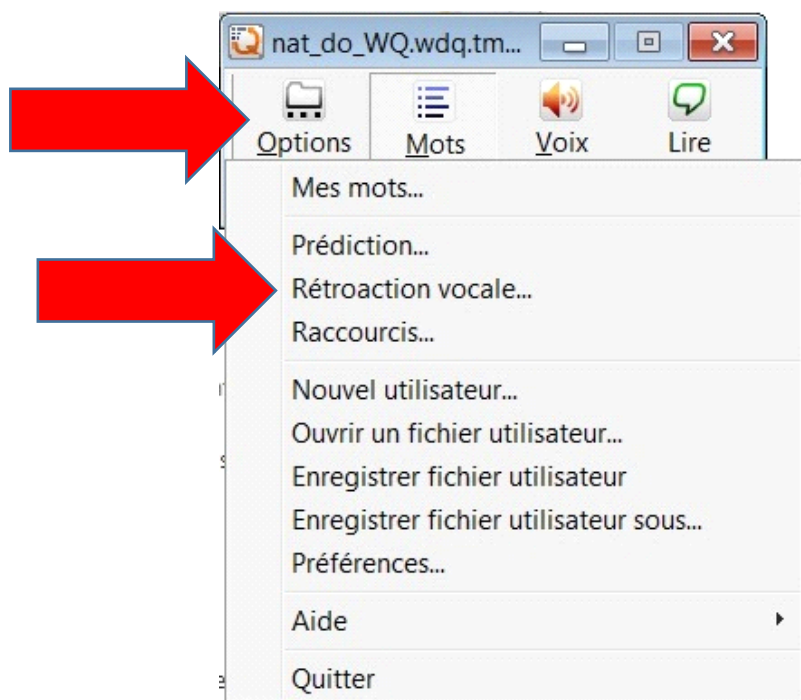 nat_do_WQ.wdq.tm...
Options Mots Voix Lire
Mes mots...
Prédiction...
Rétroaction vocale...
Raccourcis...
Nouvel utilisateur...
Ouvrir un fichier utilisateur...
Enregistrer fichier utilisateur
Enregistrer fichier utilisateur sous...
Préférences...
Aide
Quitter